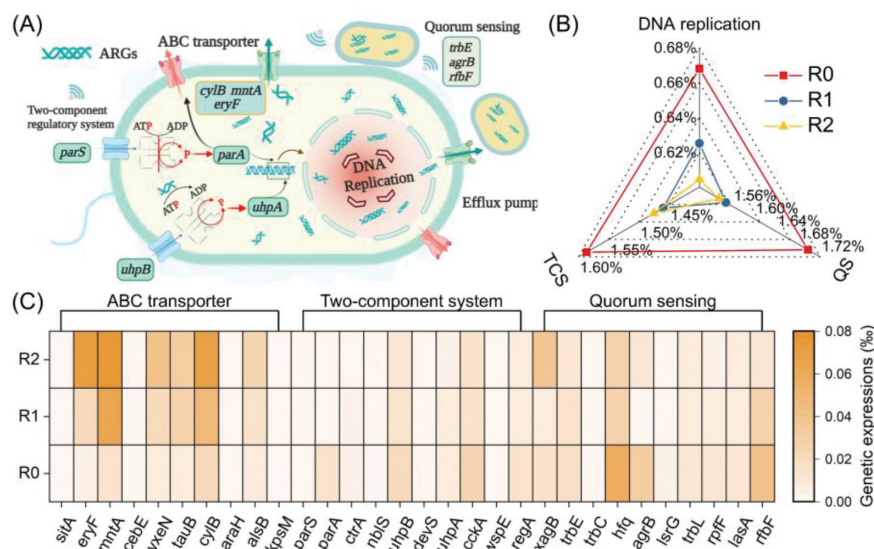 (A)
ARGs
ABC transporter
Quorum sensing
trbE
agrB
rfbF
cylB mntA
eryF
Two-component
regulatory system
ATP ADP
P
parS
parA
DNA
Replication
ATP ADP
P
uhpA
uhpB
Efflux pump
(B)
DNA replication
0.68%
0.66%
0.64%
0.62%
R0
R1
R2
1.45%
1.50%
1.55%
1.60%
TCS
1.56%
1.60%
1.64%
1.68%
1.72%
QS
(C)
ABC transporter Two-component system Quorum sensing
R2
R1
R0
sitA eryF mntA cebE yxeN tauB cylB araH alsB kpsM parS parA ctrA nblS uhpB devS uhpA cckA wspE regA xagB trbE trbC hfq agrB lsrG trbL rpfF lasA rfbF
0.08
0.06
0.04
0.02
0.00
Genetic expressions (‰)